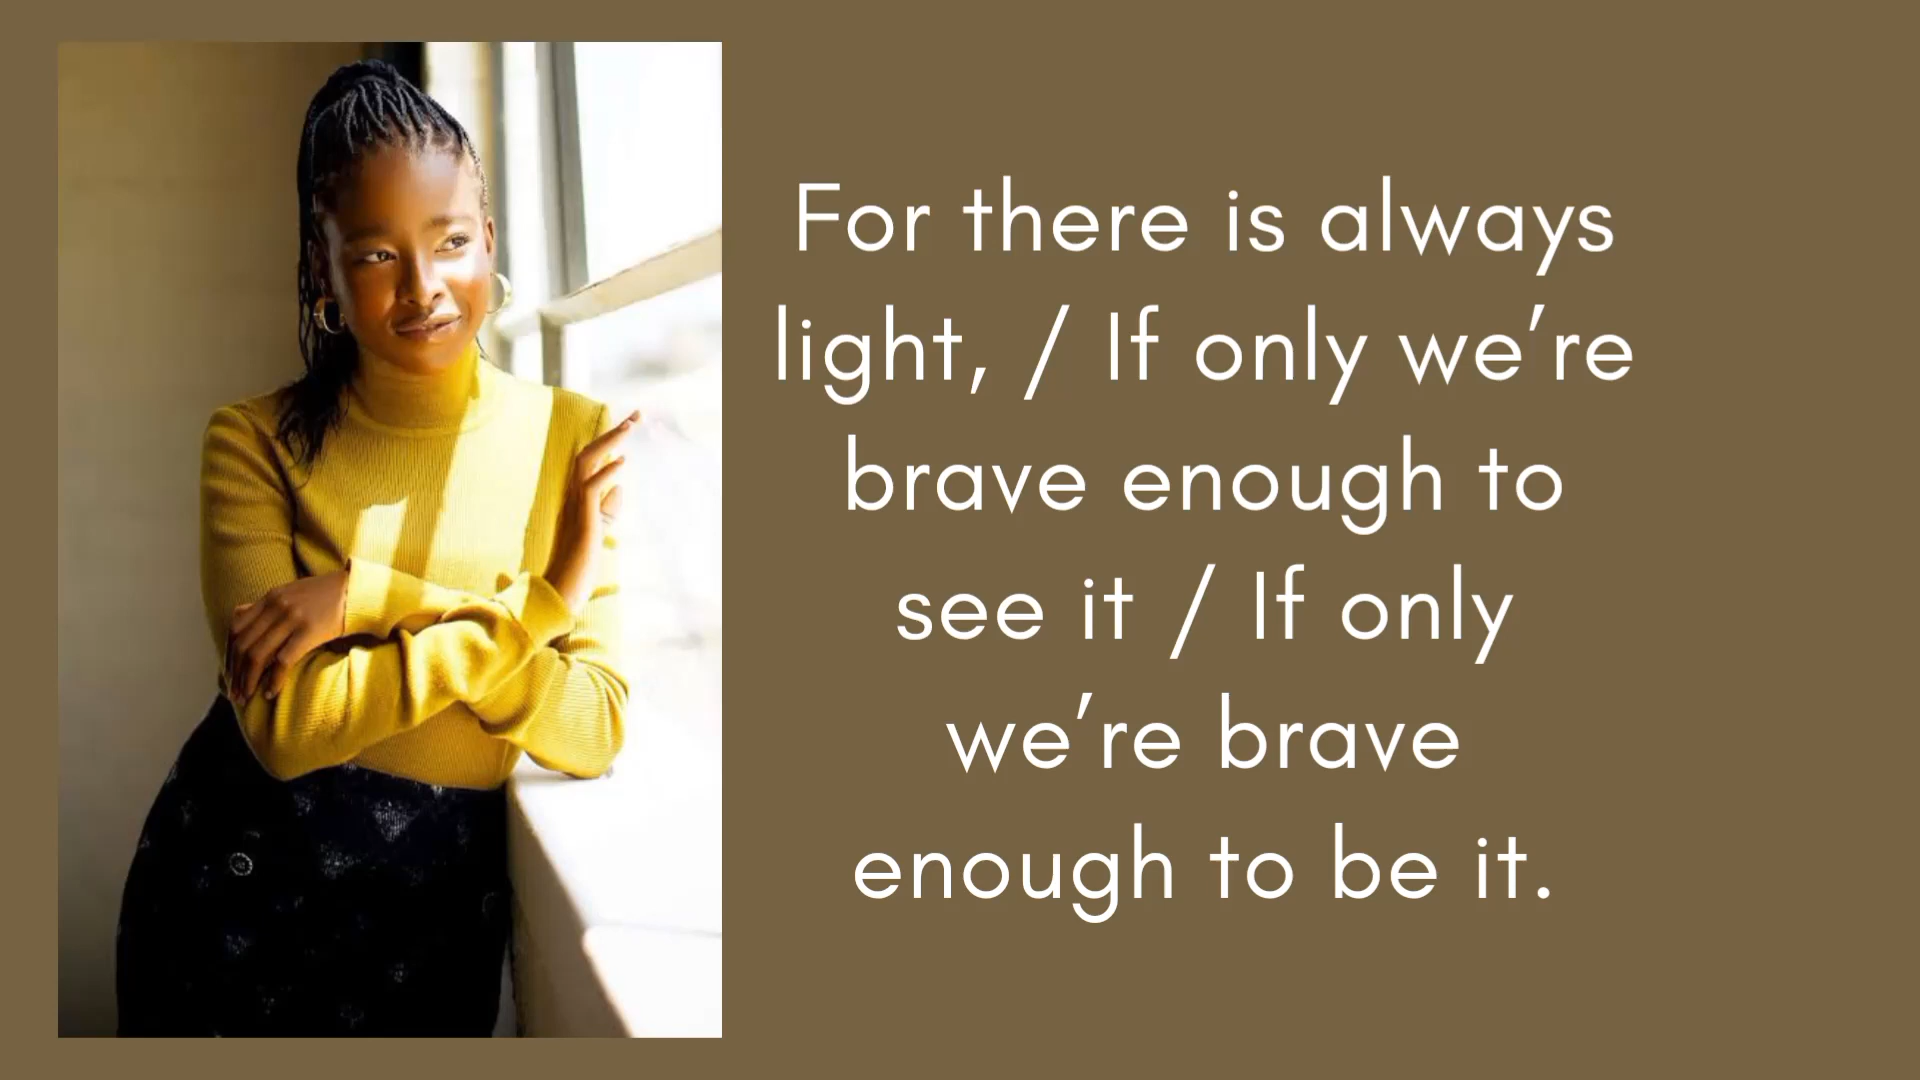 For there is always
light, / If only we’re
brave enough to
see it / If only
we’re brave
enough to be it.